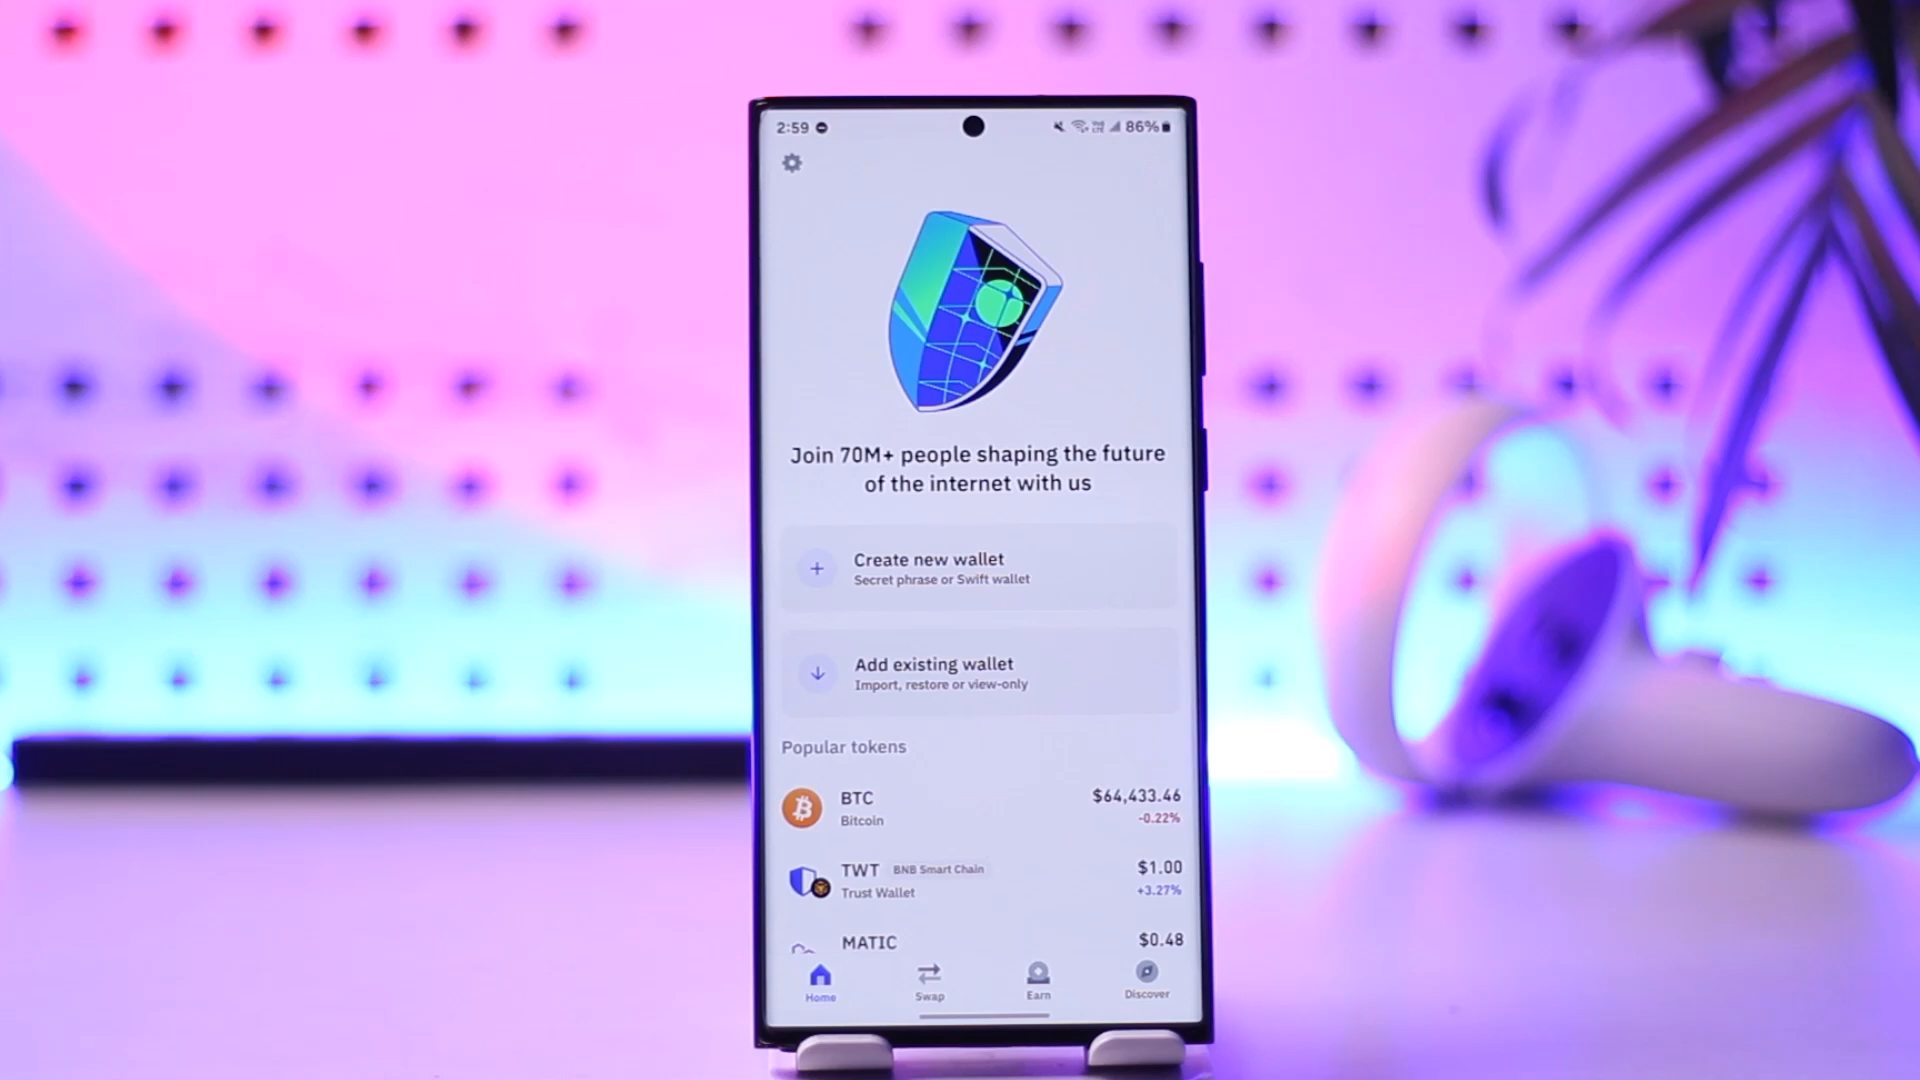 2:59
86%
Join 70M+ people shaping the future
of the internet with us
Create new wallet
Secret phrase or Swift wallet
Add existing wallet
Import, restore or view-only
Popular tokens
BTC $64,433.46
Bitcoin -0.22%
TWT BNB Smart Chain $1.00
Trust Wallet +3.27%
MATIC $0.48
Home Swap Earn Discover